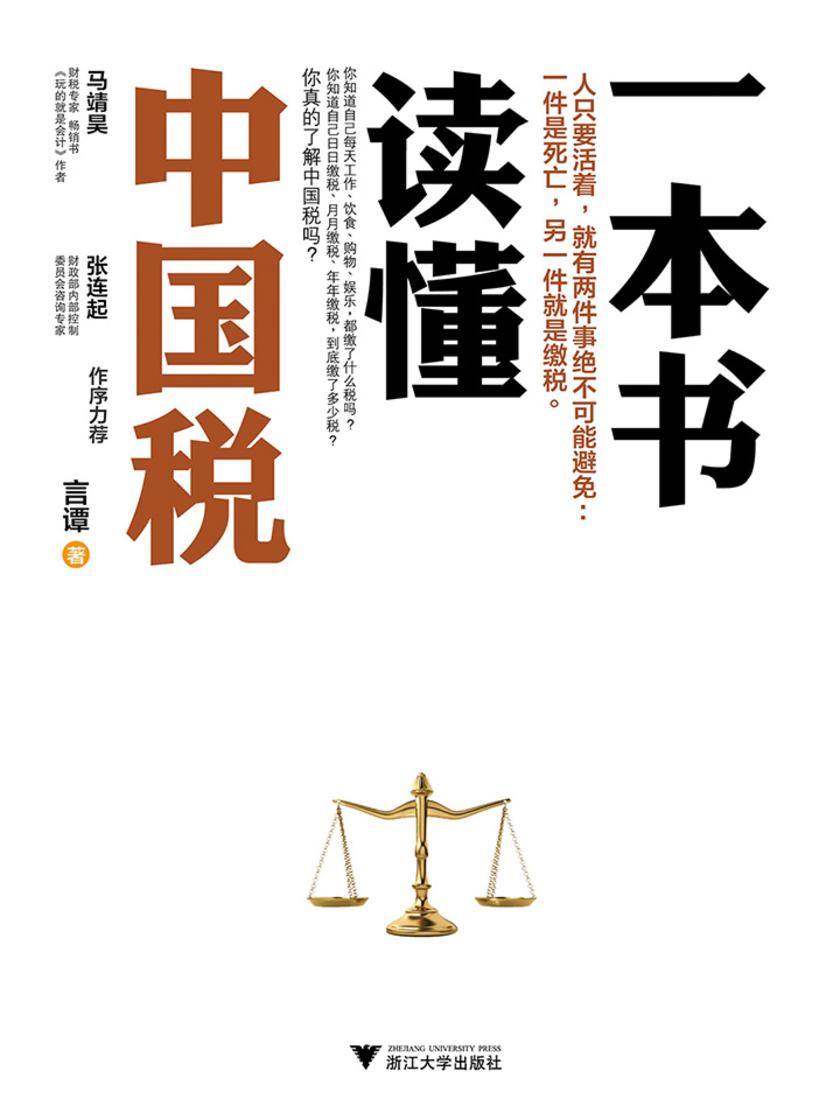 一本书
人只要活着，就有两件事绝不可能避免：
一件是死亡，另一件就是缴税。
读懂
你知道自己每天工作、饮食、购物、娱乐，都缴了什么税吗？
你知道自己日日缴税、月月缴税、年年缴税，到底缴了多少税？
你真的了解中国税吗？
中国税
马靖昊
财税专家 畅销书
《玩的就是会计》作者
张连起
财政部内部控制
委员会咨询专家
作序力荐
言谭 著
ZHEJIANG UNIVERSITY PRESS
浙江大学出版社